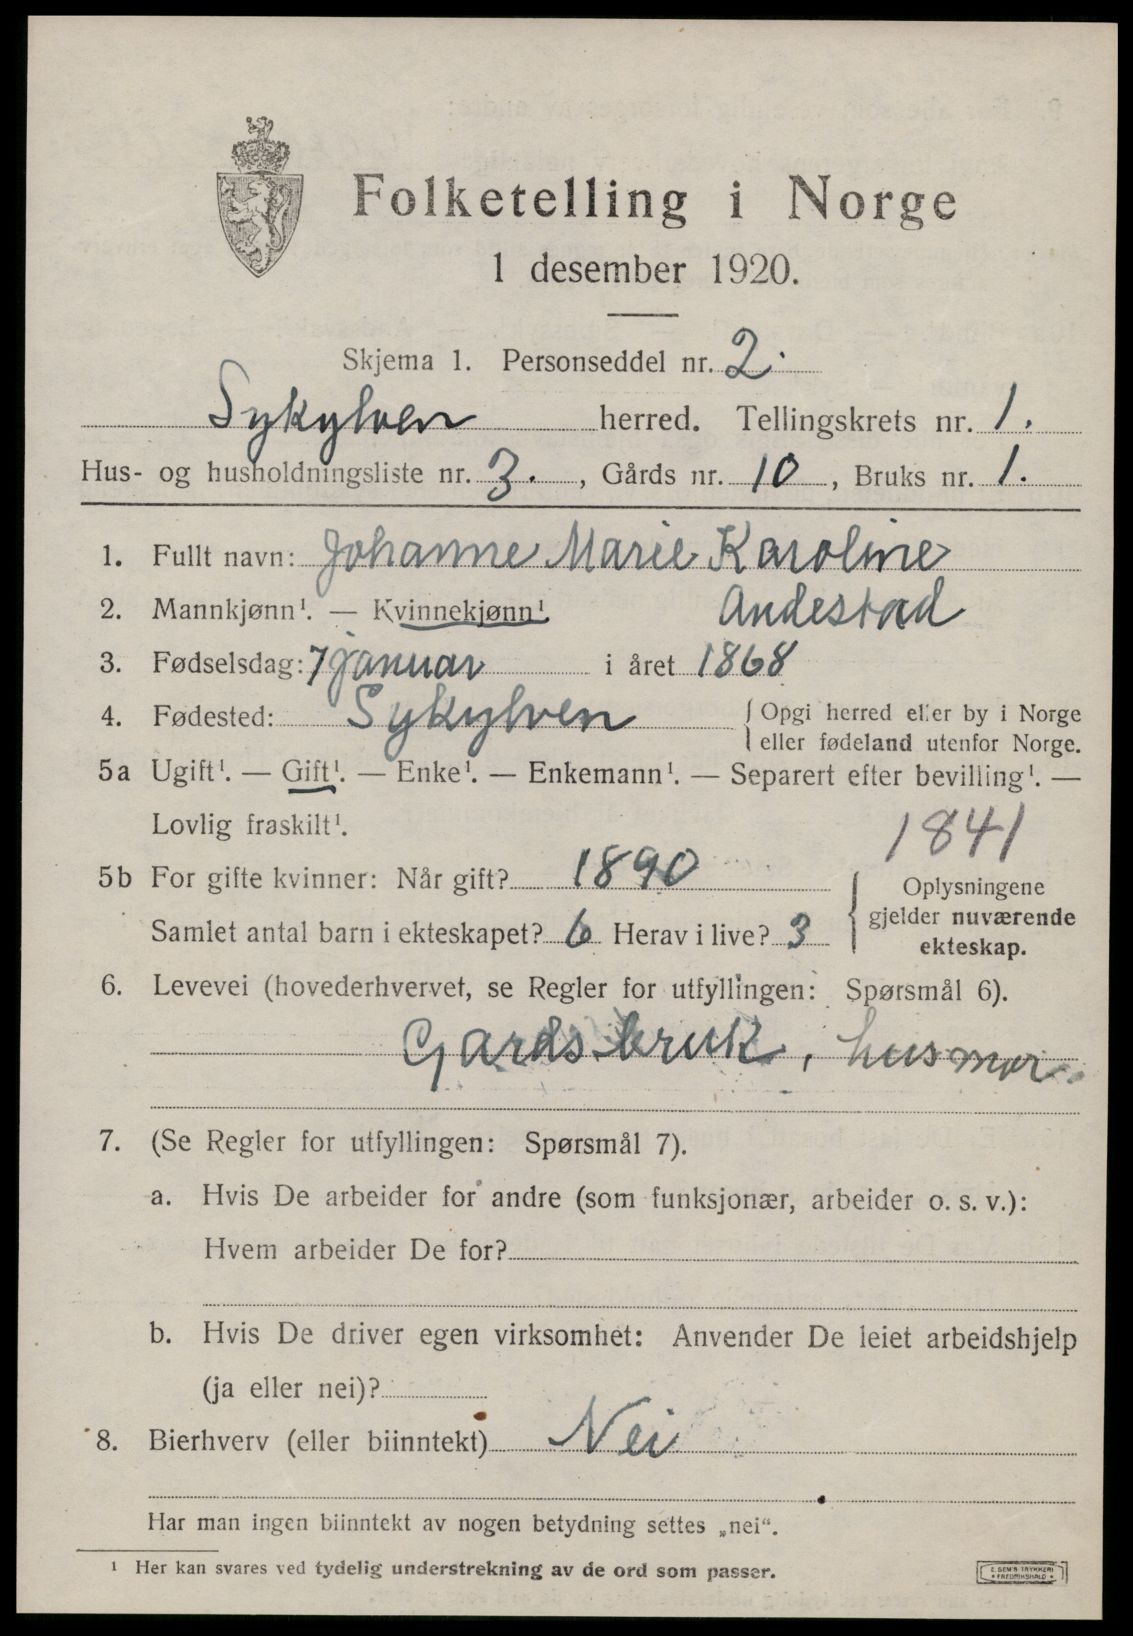 Folketelling i Norge
1 desember 1920.
Skjema 1. Personseddel nr. 2.
Sykylven herred. Tellingskrets nr. 1.
Hus- og husholdningsliste nr. 3., Gårds nr. 10, Bruks nr. 1.
1. Fullt navn: Johanne Marie Karoline
2. Mannkjønn¹. — Kvinnekjønn¹. Andestad
3. Fødselsdag: 7 januar i året 1868
4. Fødested: Sykylven { Opgi herred eller by i Norge
eller fødeland utenfor Norge.
5a Ugift¹. — Gift¹. — Enke¹. — Enkemann¹. — Separert efter bevilling¹. —
Lovlig fraskilt¹. 1841
5b For gifte kvinner: Når gift? 1890 { Oplysningene
gjelder nuværende
Samlet antal barn i ekteskapet? 6 Herav i live? 3
ekteskap.
6. Levevei (hovederhvervet, se Regler for utfyllingen: Spørsmål 6).
Gardsbruk, husmor
7. (Se Regler for utfyllingen: Spørsmål 7).
a. Hvis De arbeider for andre (som funksjonær, arbeider o. s. v.):
Hvem arbeider De for?
b. Hvis De driver egen virksomhet: Anvender De leiet arbeidshjelp
(ja eller nei)?
8. Bierhverv (eller biinntekt) Nei
Har man ingen biinntekt av nogen betydning settes „nei“.
¹ Her kan svares ved tydelig understrekning av de ord som passer.
E. SEM'S TRYKKERI
FREDRIKSHALD